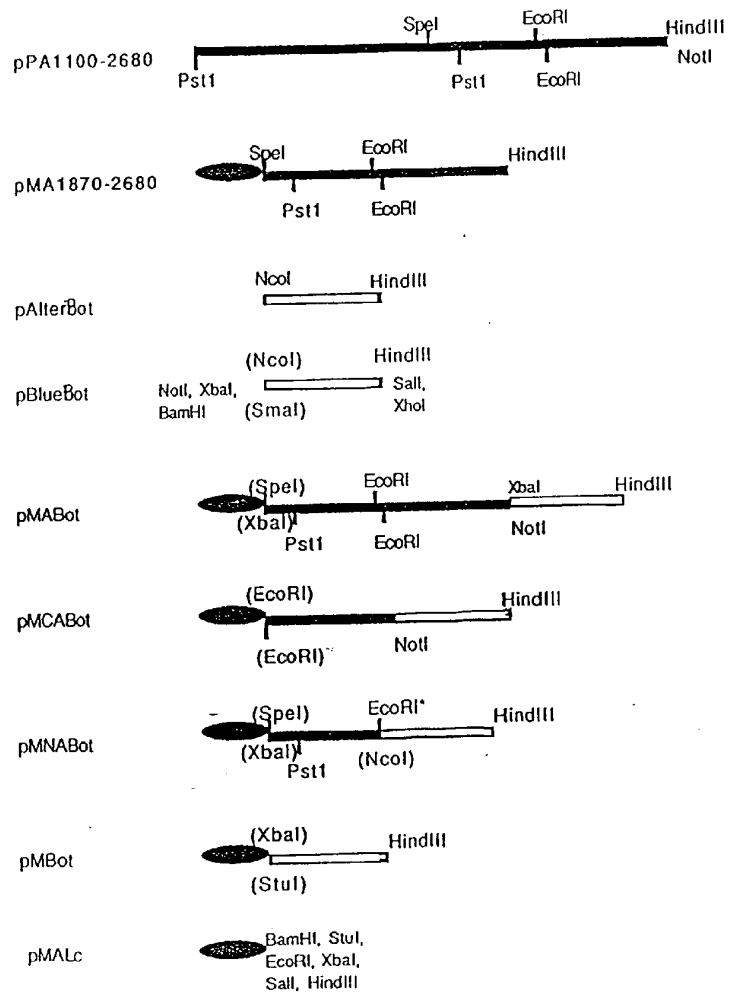 SpeI EcoRI HindIII
pPA1100-2680
Pst1 Pst1 EcoRI NotI
SpeI EcoRI HindIII
pMA1870-2680
Pst1 EcoRI
NcoI HindIII
pAlterBot
(NcoI) HindIII
pBlueBot NotI, XbaI, SalI,
BamHI (SmaI) XhoI
(SpeI) EcoRI XbaI HindIII
pMABot
(XbaI) Pst1 EcoRI NotI
(EcoRI) HindIII
pMCABot
(EcoRI) NotI
(SpeI) EcoRI* HindIII
pMNABot
(XbaI) Pst1 (NcoI)
(XbaI) HindIII
pMBot
(StuI)
pMALc BamHI, StuI,
EcoRI, XbaI,
SalI, HindIII